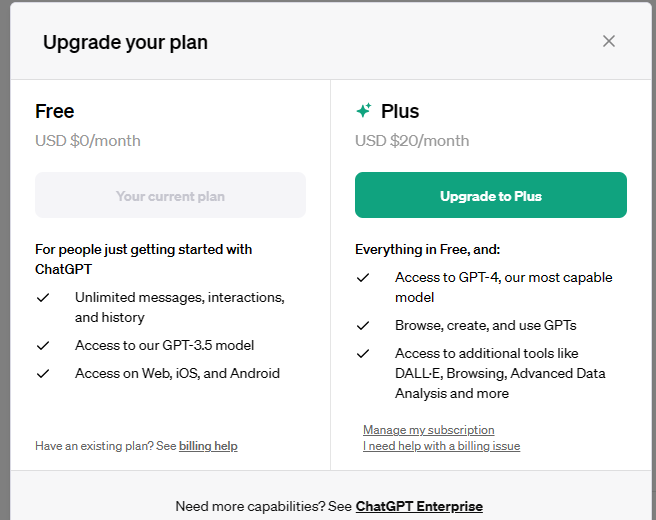 Upgrade your plan
Free
USD $0/month
Your current plan
For people just getting started with
ChatGPT
Unlimited messages, interactions,
and history
Access to our GPT-3.5 model
Access on Web, iOS, and Android
Have an existing plan? See billing help
Plus
USD $20/month
Upgrade to Plus
Everything in Free, and:
Access to GPT-4, our most capable
model
Browse, create, and use GPTs
Access to additional tools like
DALL·E, Browsing, Advanced Data
Analysis and more
Manage my subscription
I need help with a billing issue
Need more capabilities? See ChatGPT Enterprise